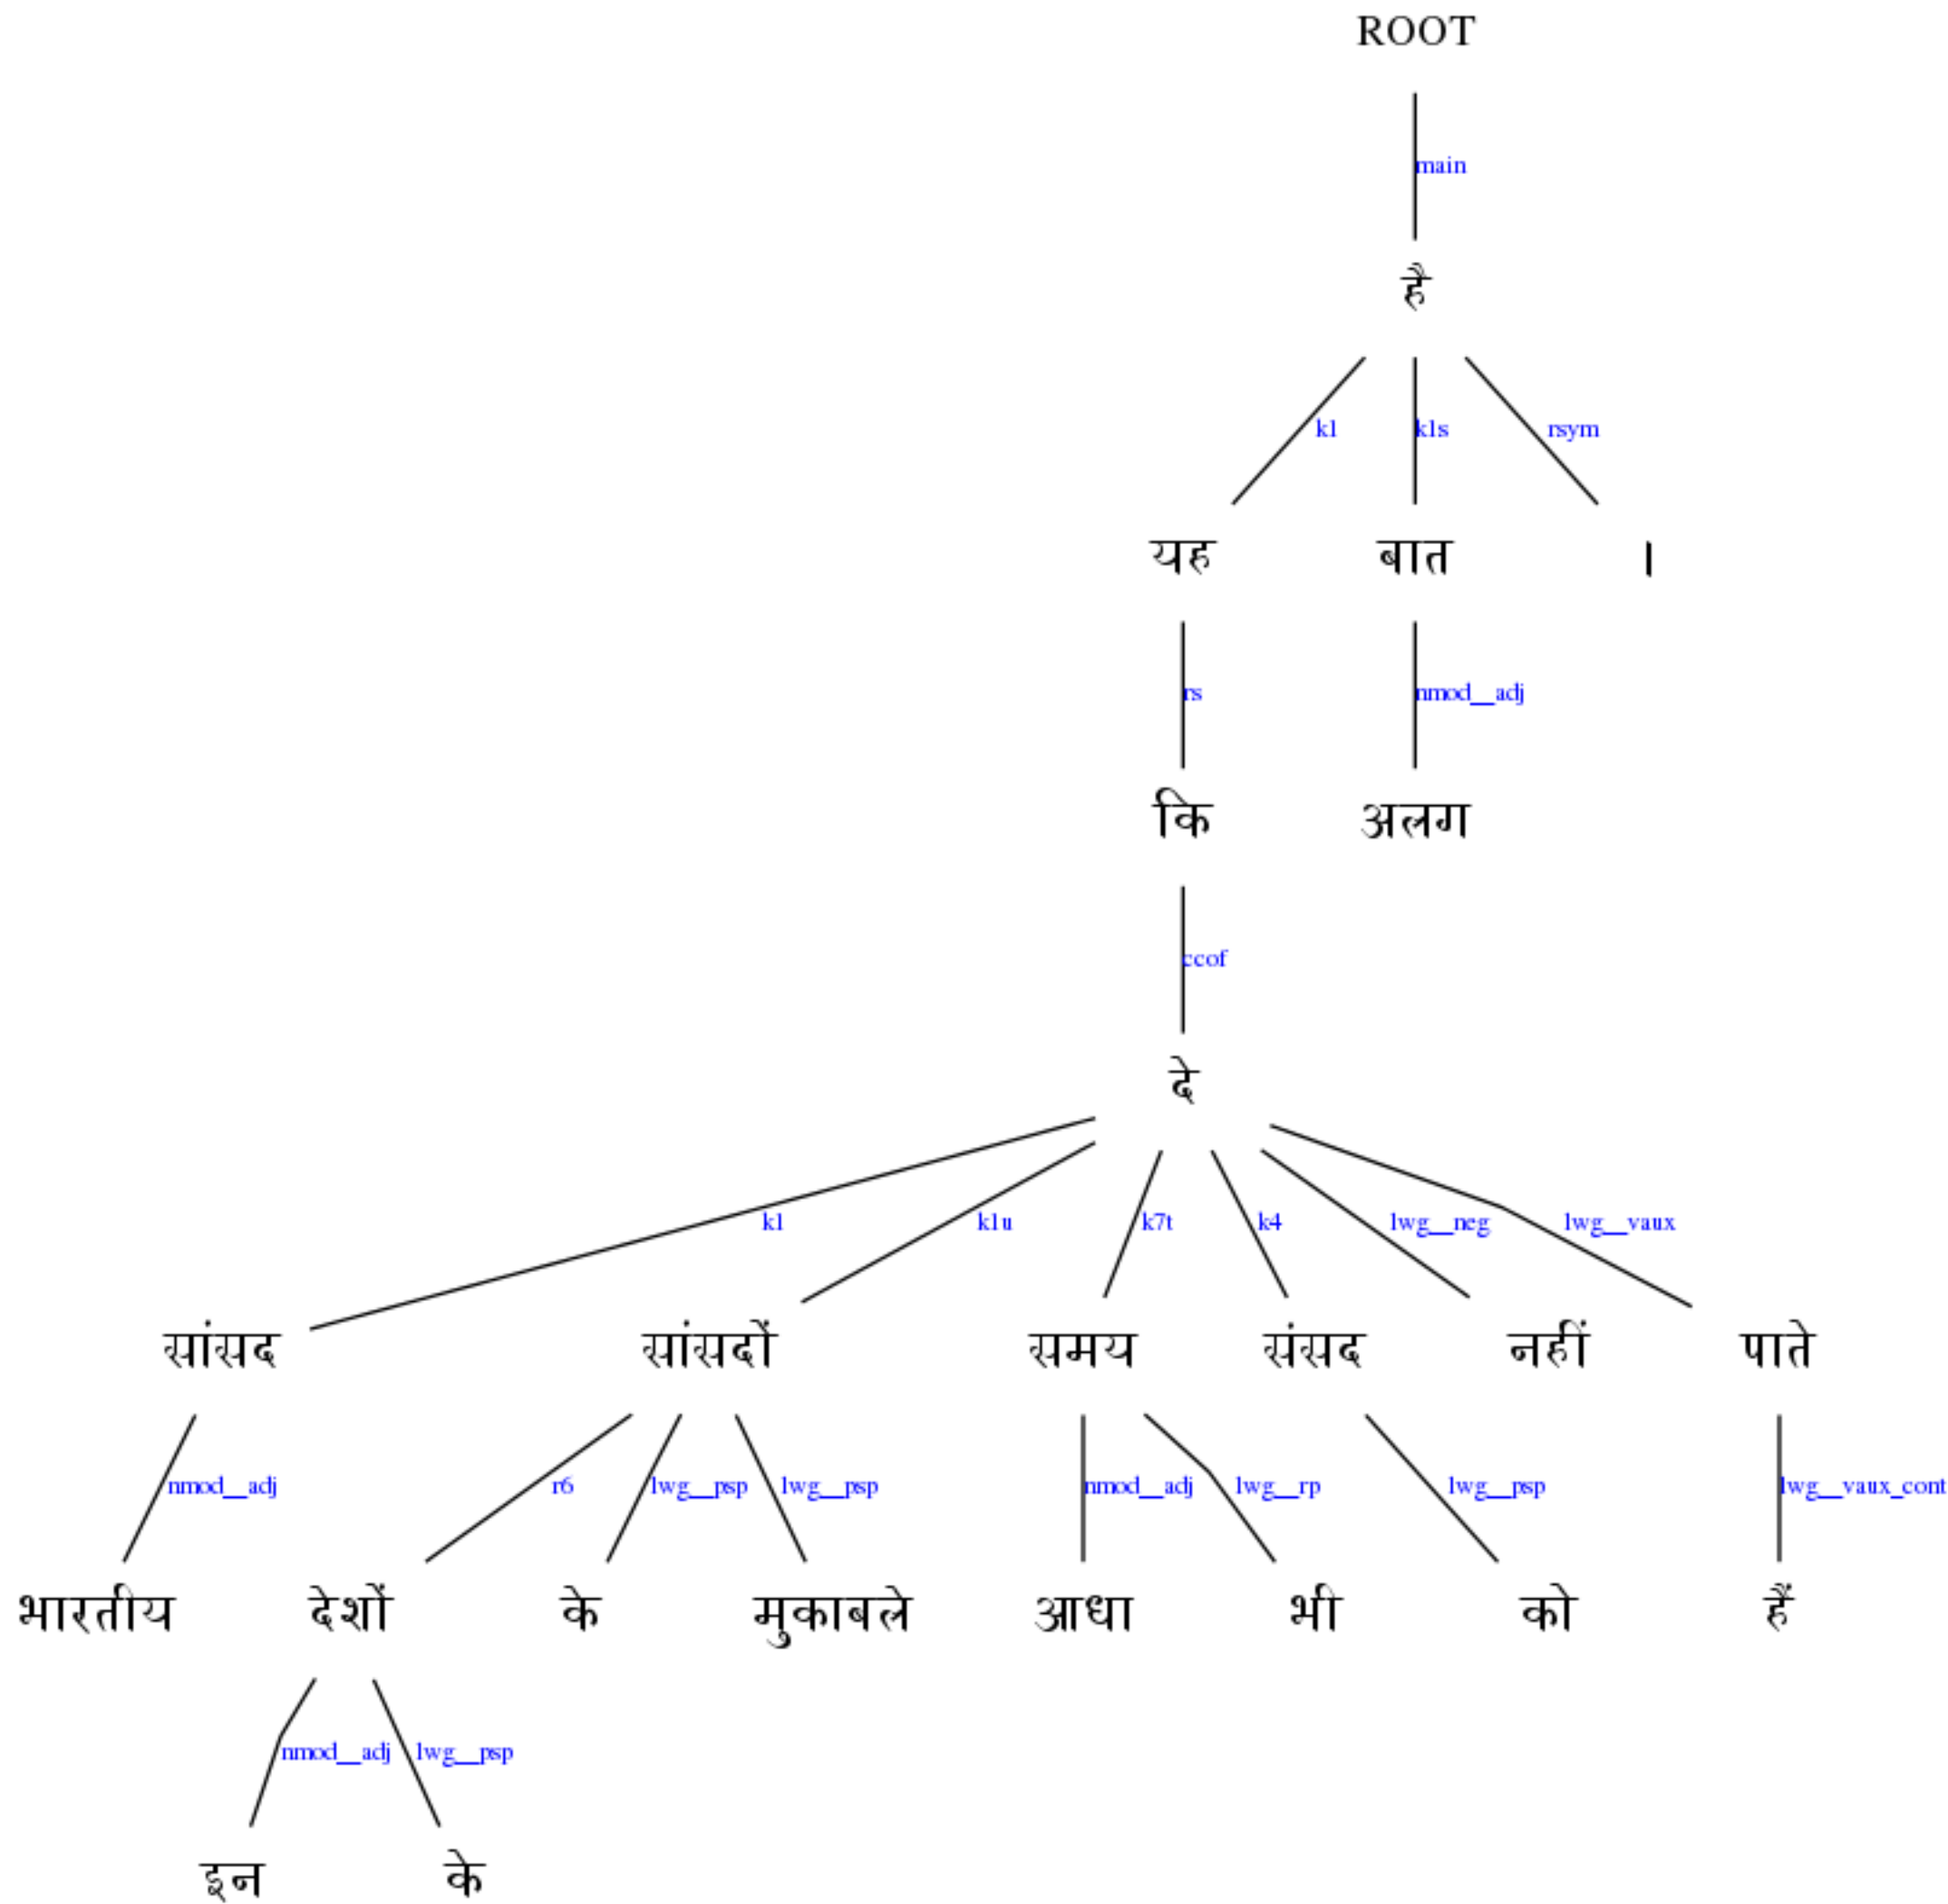 ROOT
main
है
k1 k1s rsym
यह बात ।
rs nmod__adj
कि अलग
ccof
दे
k1 k1u k7t k4 lwg__neg lwg__vaux
सांसद सांसदों समय संसद नहीं पाते
nmod__adj r6 lwg__psp lwg__psp nmod__adj lwg__rp lwg__psp lwg__vaux_cont
भारतीय देशों के मुकाबले आधा भी को हैं
nmod__adj lwg__psp
इन के